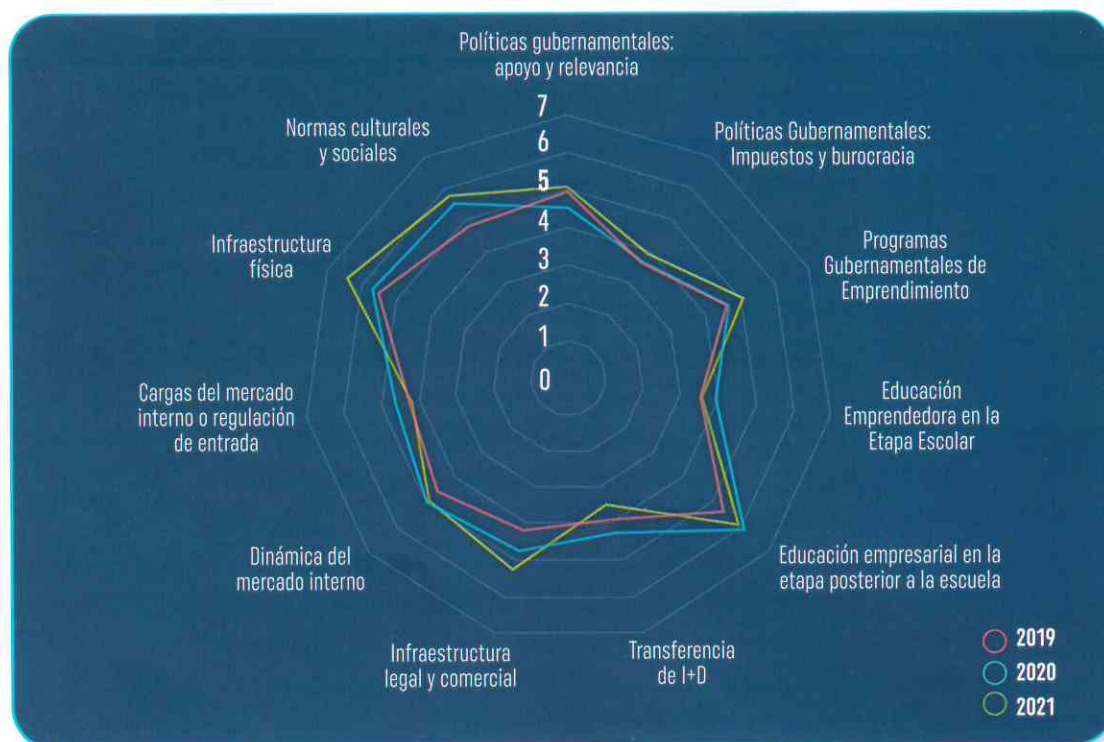 Políticas gubernamentales:
apoyo y relevancia
Normas culturales
y sociales
Políticas Gubernamentales:
Impuestos y burocracia
Infraestructura
física
Programas
Gubernamentales de
Emprendimiento
Cargas del mercado
interno o regulación
de entrada
Educación
Emprendedora en la
Etapa Escolar
Dinámica del
mercado interno
Educación empresarial en la
etapa posterior a la escuela
Infraestructura
legal y comercial
Transferencia
de I+D
7
6
5
4
3
2
1
0
2019
2020
2021